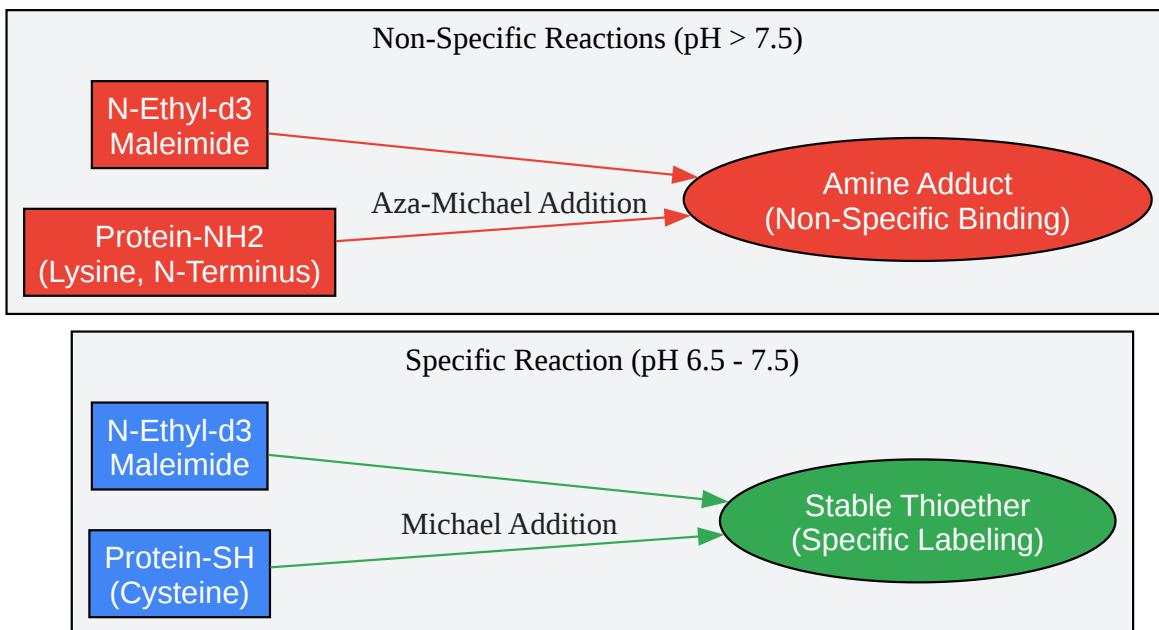 Non-Specific Reactions (pH > 7.5)
N-Ethyl-d3
Maleimide
Aza-Michael Addition
Protein-NH2
(Lysine, N-Terminus)
Amine Adduct
(Non-Specific Binding)
Specific Reaction (pH 6.5 - 7.5)
N-Ethyl-d3
Maleimide
Michael Addition
Protein-SH
(Cysteine)
Stable Thioether
(Specific Labeling)